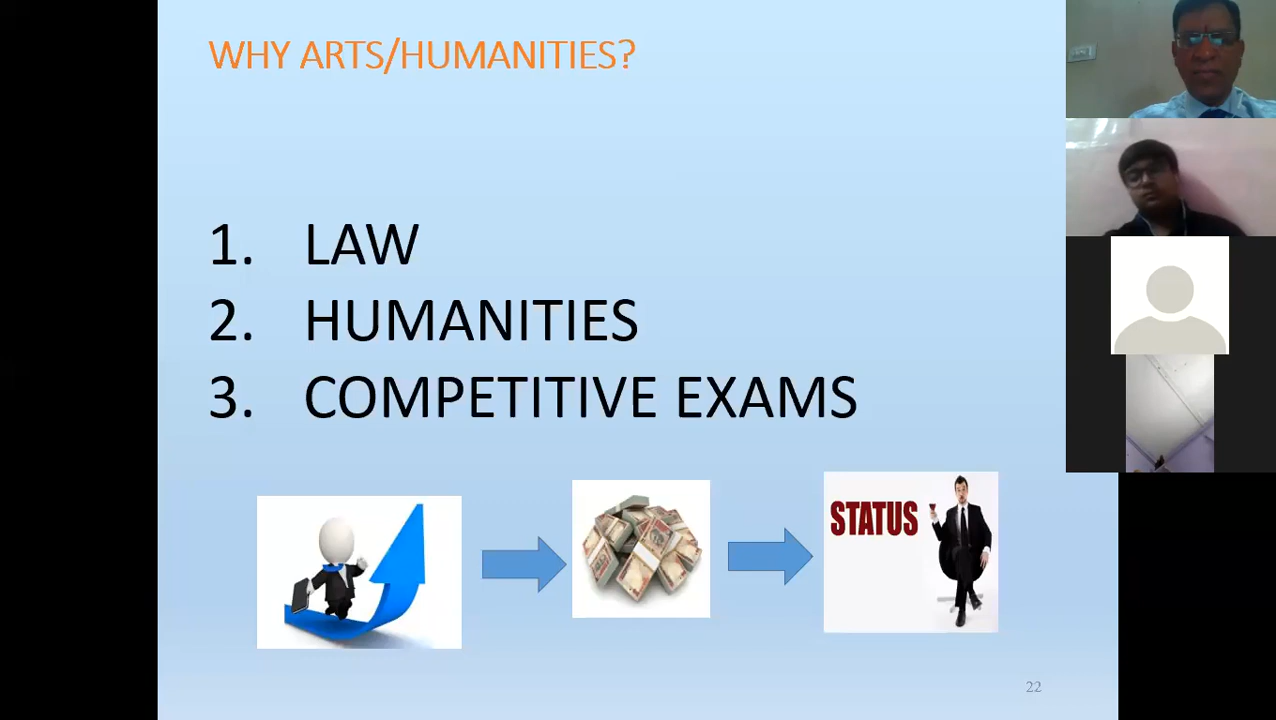 WHY ARTS/HUMANITIES?
1. LAW
2. HUMANITIES
3. COMPETITIVE EXAMS
STATUS
22